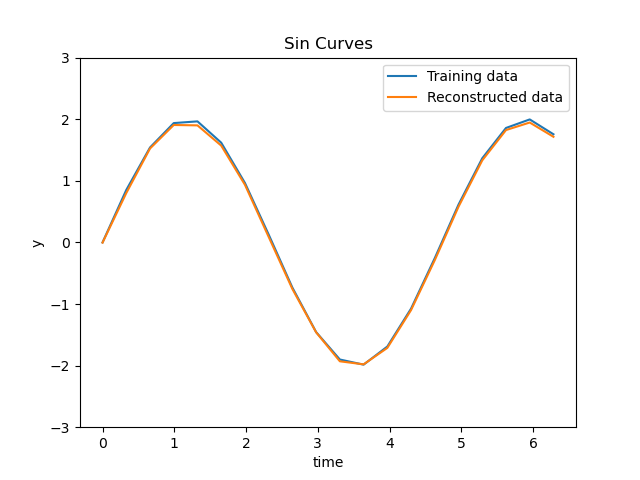 Sin Curves
Training data
Reconstructed data
3
2
1
0
−1
−2
−3
y
0 1 2 3 4 5 6
time